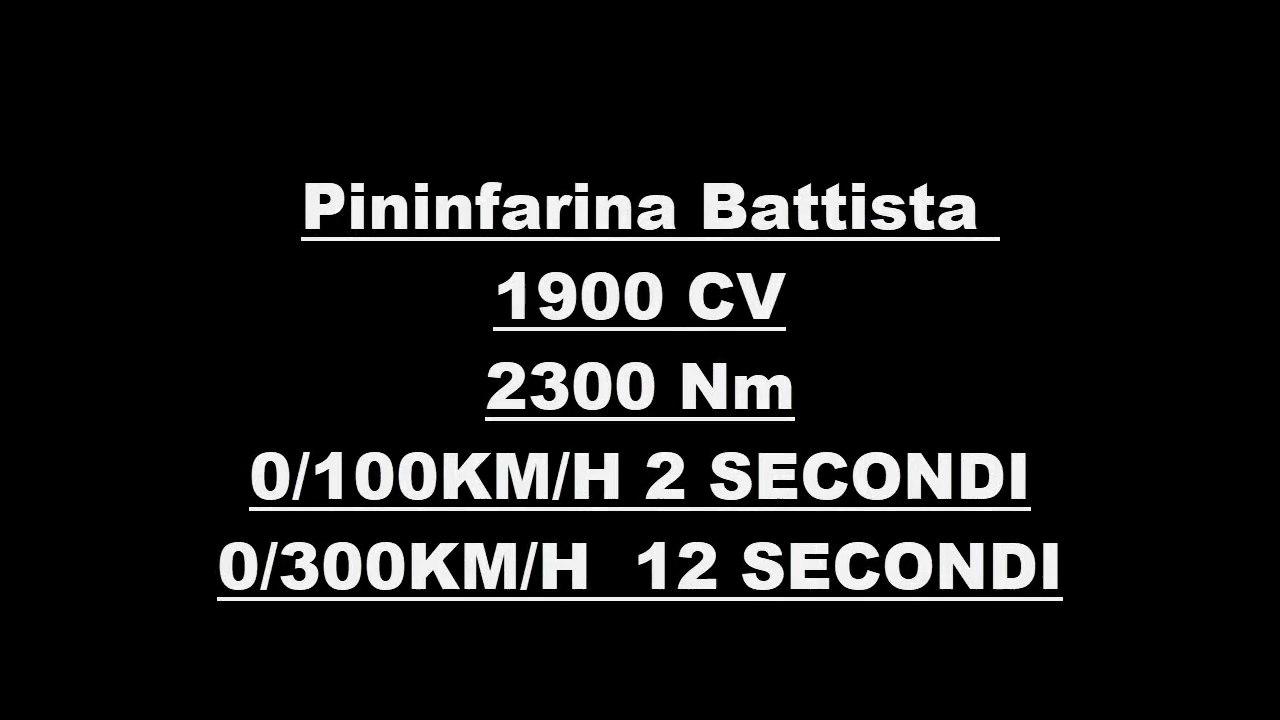 Pininfarina Battista
1900 CV
2300 Nm
0/100KM/H 2 SECONDI
0/300KM/H  12 SECONDI